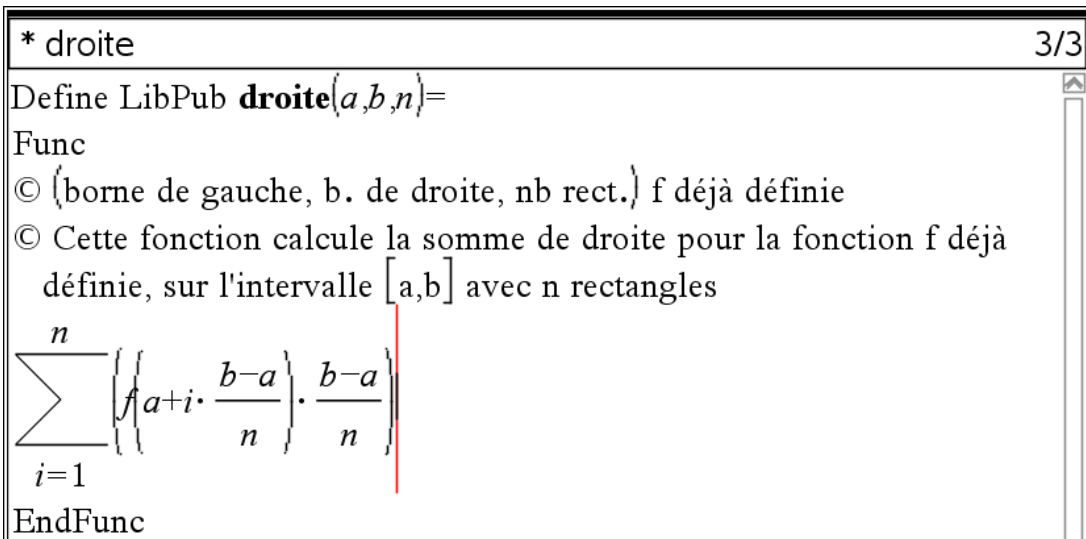 * droite 3/3
Define LibPub droite(a,b,n)=
Func
© (borne de gauche, b. de droite, nb rect.) f déjà définie
© Cette fonction calcule la somme de droite pour la fonction f déjà
définie, sur l'intervalle [a,b] avec n rectangles
n
∑ (f(a+i·(b−a)/n)·(b−a)/n)
i=1
EndFunc